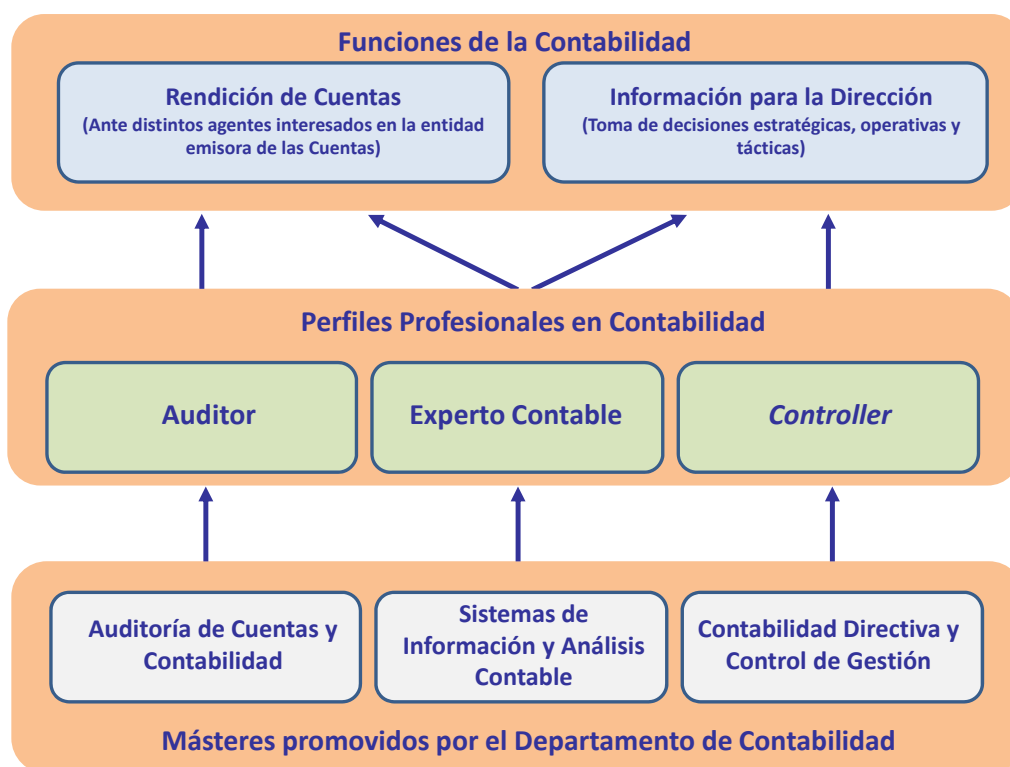 Funciones de la Contabilidad
Rendición de Cuentas
(Ante distintos agentes interesados en la entidad
emisora de las Cuentas)
Información para la Dirección
(Toma de decisiones estratégicas, operativas y
tácticas)
Perfiles Profesionales en Contabilidad
Auditor
Experto Contable
Controller
Auditoría de Cuentas y
Contabilidad
Sistemas de
Información y Análisis
Contable
Contabilidad Directiva y
Control de Gestión
Másteres promovidos por el Departamento de Contabilidad